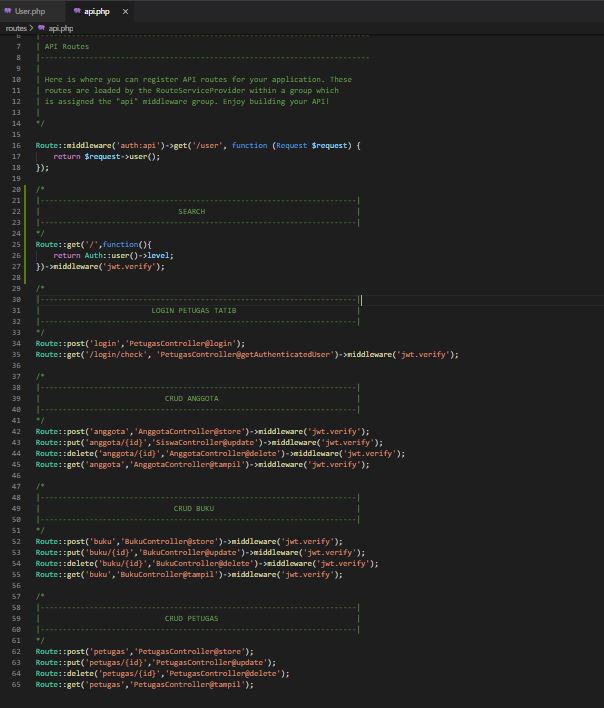 User.php
api.php
routes > api.php
6 |--------------------------------------------------------------------------
7 | API Routes
8 |--------------------------------------------------------------------------
9 |
10 | Here is where you can register API routes for your application. These
11 | routes are loaded by the RouteServiceProvider within a group which
12 | is assigned the "api" middleware group. Enjoy building your API!
13 |
14 */
15
16 Route::middleware('auth:api')->get('/user', function (Request $request) {
17     return $request->user();
18 });
19
20 /*
21 |-----------------------------------------------------------------------|
22 |                               SEARCH                                  |
23 |-----------------------------------------------------------------------|
24 */
25 Route::get('/',function(){
26     return Auth::user()->level;
27 })->middleware('jwt.verify');
28
29 /*
30 |-----------------------------------------------------------------------|
31 |                         LOGIN PETUGAS TATIB                           |
32 |-----------------------------------------------------------------------|
33 */
34 Route::post('login','PetugasController@login');
35 Route::get('/login/check', 'PetugasController@getAuthenticatedUser')->middleware('jwt.verify');
36
37 /*
38 |-----------------------------------------------------------------------|
39 |                            CRUD ANGGOTA                               |
40 |-----------------------------------------------------------------------|
41 */
42 Route::post('anggota','AnggotaController@store')->middleware('jwt.verify');
43 Route::put('anggota/{id}','SiswaController@update')->middleware('jwt.verify');
44 Route::delete('anggota/{id}','AnggotaController@delete')->middleware('jwt.verify');
45 Route::get('anggota','AnggotaController@tampil')->middleware('jwt.verify');
46
47 /*
48 |-----------------------------------------------------------------------|
49 |                              CRUD BUKU                                |
50 |-----------------------------------------------------------------------|
51 */
52 Route::post('buku','BukuController@store')->middleware('jwt.verify');
53 Route::put('buku/{id}','BukuController@update')->middleware('jwt.verify');
54 Route::delete('buku/{id}','BukuController@delete')->middleware('jwt.verify');
55 Route::get('buku','BukuController@tampil')->middleware('jwt.verify');
56
57 /*
58 |-----------------------------------------------------------------------|
59 |                            CRUD PETUGAS                               |
60 |-----------------------------------------------------------------------|
61 */
62 Route::post('petugas','PetugasController@store');
63 Route::put('petugas/{id}','PetugasController@update');
64 Route::delete('petugas/{id}','PetugasController@delete');
65 Route::get('petugas','PetugasController@tampil');